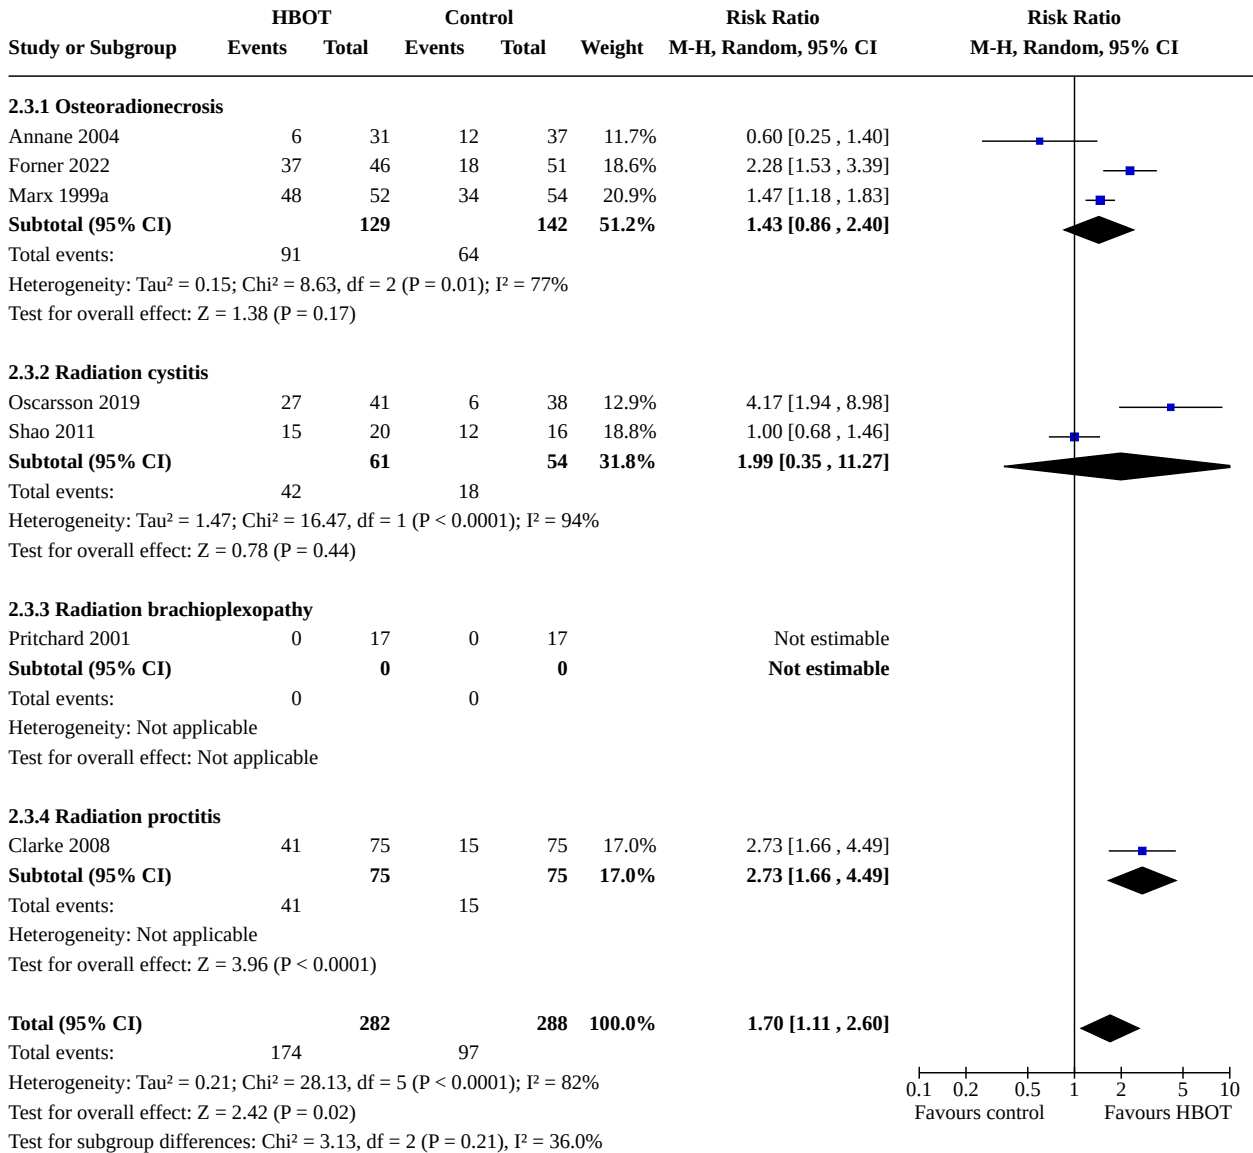 HBOT Control Risk Ratio Risk Ratio
Study or Subgroup Events Total Events Total Weight M-H, Random, 95% CI M-H, Random, 95% CI
2.3.1 Osteoradionecrosis
Annane 2004 6 31 12 37 11.7% 0.60 [0.25 , 1.40]
Forner 2022 37 46 18 51 18.6% 2.28 [1.53 , 3.39]
Marx 1999a 48 52 34 54 20.9% 1.47 [1.18 , 1.83]
Subtotal (95% CI) 129 142 51.2% 1.43 [0.86 , 2.40]
Total events: 91 64
Heterogeneity: Tau² = 0.15; Chi² = 8.63, df = 2 (P = 0.01); I² = 77%
Test for overall effect: Z = 1.38 (P = 0.17)
2.3.2 Radiation cystitis
Oscarsson 2019 27 41 6 38 12.9% 4.17 [1.94 , 8.98]
Shao 2011 15 20 12 16 18.8% 1.00 [0.68 , 1.46]
Subtotal (95% CI) 61 54 31.8% 1.99 [0.35 , 11.27]
Total events: 42 18
Heterogeneity: Tau² = 1.47; Chi² = 16.47, df = 1 (P < 0.0001); I² = 94%
Test for overall effect: Z = 0.78 (P = 0.44)
2.3.3 Radiation brachioplexopathy
Pritchard 2001 0 17 0 17 Not estimable
Subtotal (95% CI) 0 0 Not estimable
Total events: 0 0
Heterogeneity: Not applicable
Test for overall effect: Not applicable
2.3.4 Radiation proctitis
Clarke 2008 41 75 15 75 17.0% 2.73 [1.66 , 4.49]
Subtotal (95% CI) 75 75 17.0% 2.73 [1.66 , 4.49]
Total events: 41 15
Heterogeneity: Not applicable
Test for overall effect: Z = 3.96 (P < 0.0001)
Total (95% CI) 282 288 100.0% 1.70 [1.11 , 2.60]
Total events: 174 97
Heterogeneity: Tau² = 0.21; Chi² = 28.13, df = 5 (P < 0.0001); I² = 82%
0.1 0.2 0.5 1 2 5 10
Test for overall effect: Z = 2.42 (P = 0.02)
Favours control Favours HBOT
Test for subgroup differences: Chi² = 3.13, df = 2 (P = 0.21), I² = 36.0%